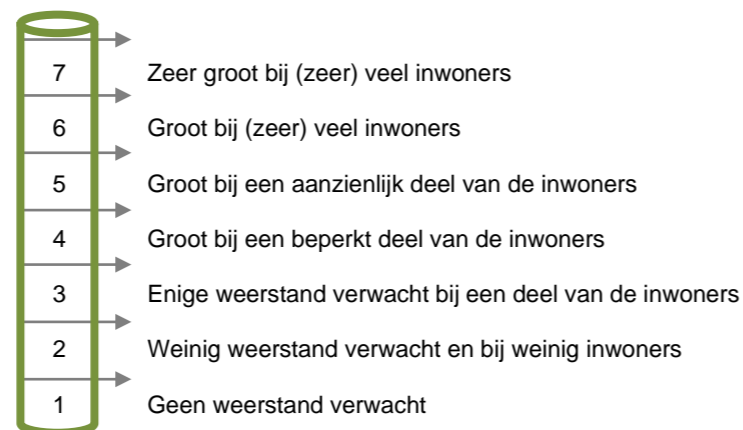 7 Zeer groot bij (zeer) veel inwoners
6 Groot bij (zeer) veel inwoners
5 Groot bij een aanzienlijk deel van de inwoners
4 Groot bij een beperkt deel van de inwoners
3 Enige weerstand verwacht bij een deel van de inwoners
2 Weinig weerstand verwacht en bij weinig inwoners
1 Geen weerstand verwacht